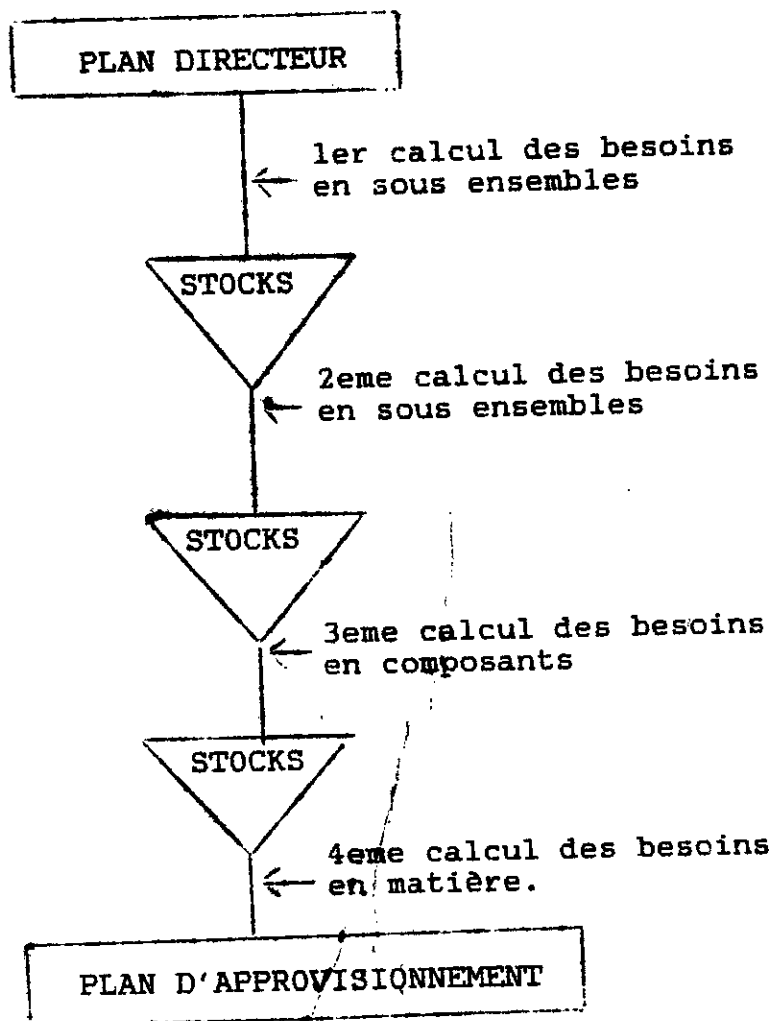 PLAN DIRECTEUR
1er calcul des besoins
en sous ensembles
STOCKS
2eme calcul des besoins
en sous ensembles
STOCKS
3eme calcul des besoins
en composants
STOCKS
4eme calcul des besoins
en matière.
PLAN D'APPROVISIONNEMENT